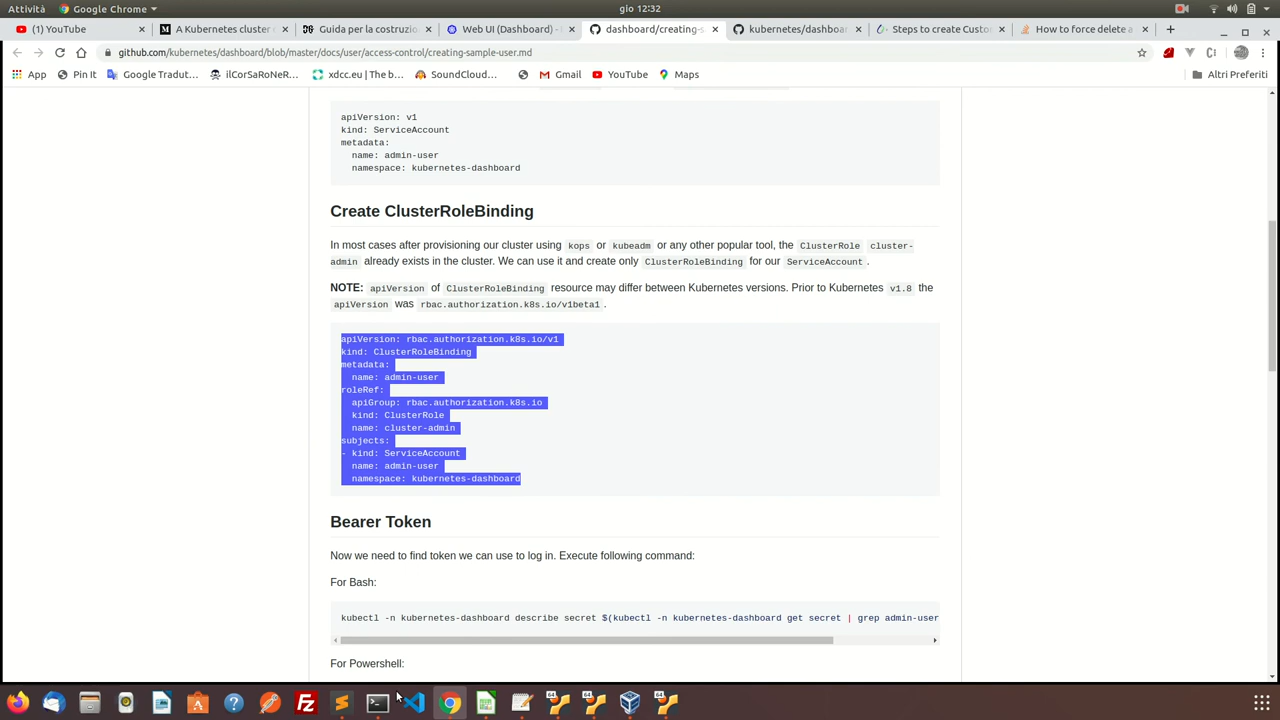 Attività
Google Chrome
gio 12:32
(1) YouTube
A Kubernetes cluster
Guida per la costruzio
Web UI (Dashboard) -
dashboard/creating-s
kubernetes/dashboa
Steps to create Custo
How to force delete a
github.com/kubernetes/dashboard/blob/master/docs/user/access-control/creating-sample-user.md
App
Pin It
Google Tradut...
ilCorSaRoNeR...
xdcc.eu | The b...
SoundCloud...
Gmail
YouTube
Maps
Altri Preferiti
apiVersion: v1
kind: ServiceAccount
metadata:
name: admin-user
namespace: kubernetes-dashboard
Create ClusterRoleBinding
In most cases after provisioning our cluster using kops or kubeadm or any other popular tool, the ClusterRole cluster-
admin already exists in the cluster. We can use it and create only ClusterRoleBinding for our ServiceAccount.
NOTE: apiVersion of ClusterRoleBinding resource may differ between Kubernetes versions. Prior to Kubernetes v1.8 the
apiVersion was rbac.authorization.k8s.io/v1beta1.
apiVersion: rbac.authorization.k8s.io/v1
kind: ClusterRoleBinding
metadata:
name: admin-user
roleRef:
apiGroup: rbac.authorization.k8s.io
kind: ClusterRole
name: cluster-admin
subjects:
- kind: ServiceAccount
name: admin-user
namespace: kubernetes-dashboard
Bearer Token
Now we need to find token we can use to log in. Execute following command:
For Bash:
kubectl -n kubernetes-dashboard describe secret $(kubectl -n kubernetes-dashboard get secret | grep admin-user
For Powershell: